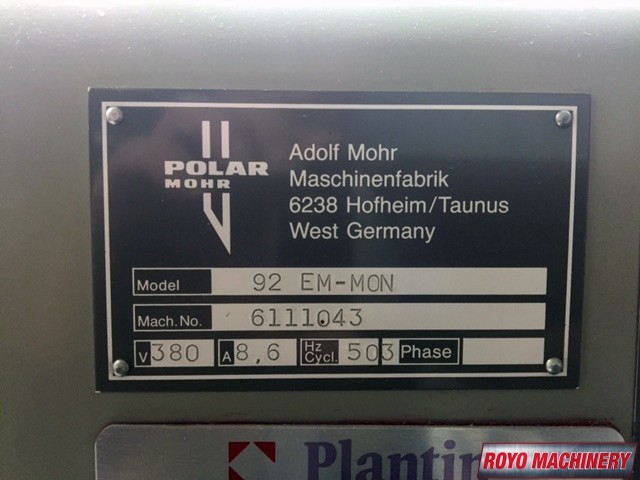 POLAR
MOHR
Adolf Mohr
Maschinenfabrik
6238 Hofheim/Taunus
West Germany
Model 92 EM-MON
Mach.No. 6111043
V 380 A 8,6 Hz Cycl. 50 3 Phase
Plantin
ROYO MACHINERY